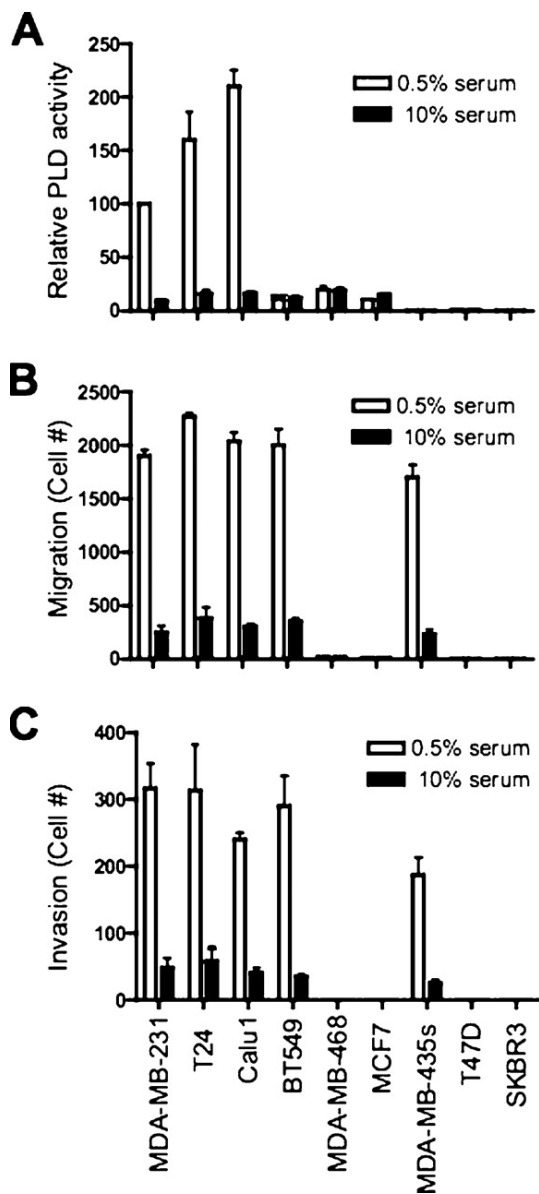 A
Relative PLD activity
250
200
150
100
50
0
0.5% serum
10% serum
B
Migration (Cell #)
2500
2000
1500
1000
500
0
0.5% serum
10% serum
C
Invasion (Cell #)
400
300
200
100
0
0.5% serum
10% serum
MDA-MB-231
T24
Calu1
BT549
MDA-MB-468
MCF7
MDA-MB-435s
T47D
SKBR3